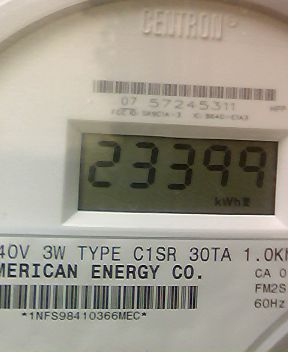 CENTRON
07 57245311
23399
kWh
40V 3W TYPE C1SR 30TA 1.0K
MERICAN ENERGY CO.
CA 0
FM2S
60Hz
*1NFS98410366MEC*